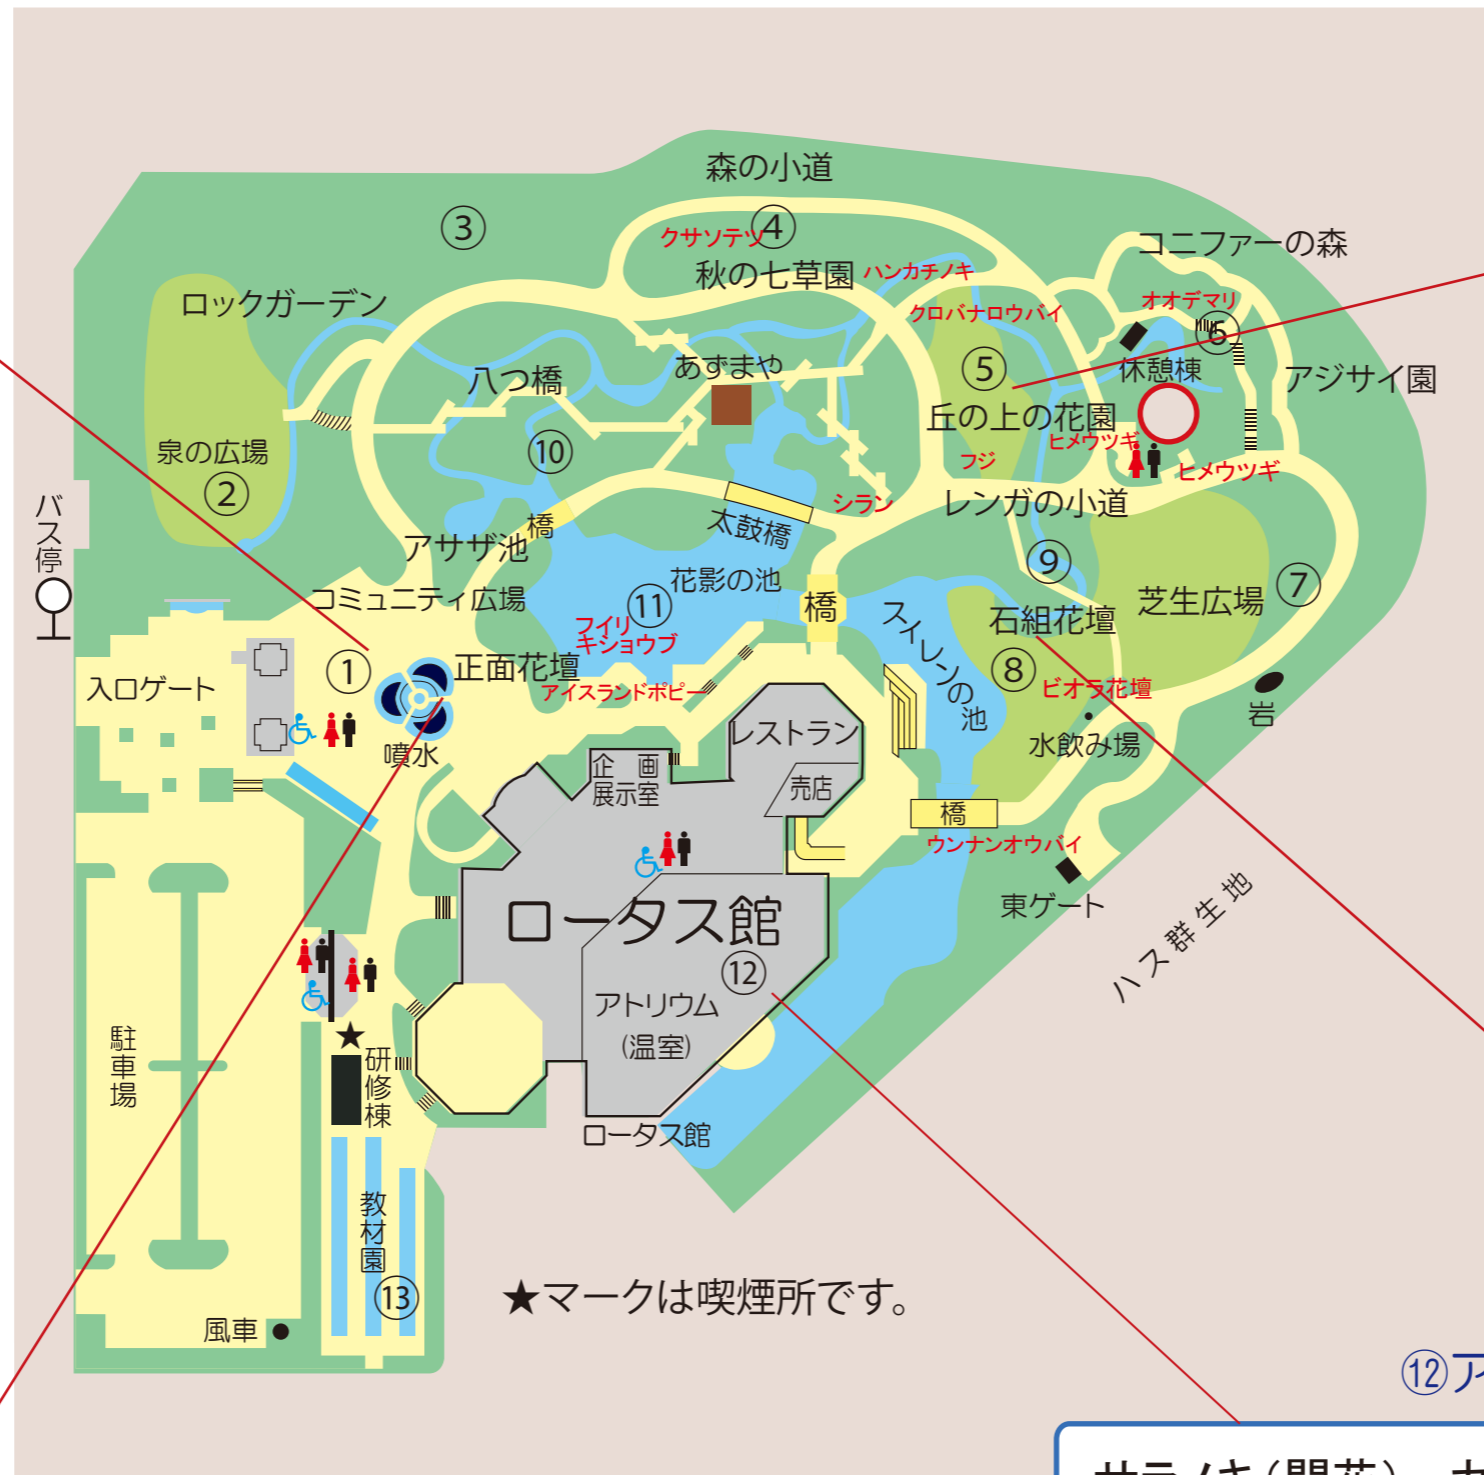 森の小道
③
④
クサソテツ
コニファーの森
秋の七草園
ハンカチノキ
ロックガーデン
オオデマリ
クロバナロウバイ
⑥
あずまや
休憩棟
八つ橋
⑤
アジサイ園
丘の上の花園
ヒメウツギ
泉の広場
⑩
フジ
ヒメウツギ
②
シラン
レンガの小道
バス停
太鼓橋
橋
アサザ池
⑨
花影の池
⑦
コミュニティ広場
⑪
橋
芝生広場
ストレーンの池
石組花壇
フイリ
キショウブ
①
正面花壇
⑧
入口ゲート
アイスランドポピー
ビオラ花壇
岩
レストラン
噴水
水飲み場
企画
展示室
売店
橋
ウンナンオウバイ
東ゲート
ロータス館
ハス群生地
⑫
アトリウム
(温室)
駐車場
★
研修棟
ロータス館
教材園
⑬
★マークは喫煙所です。
風車